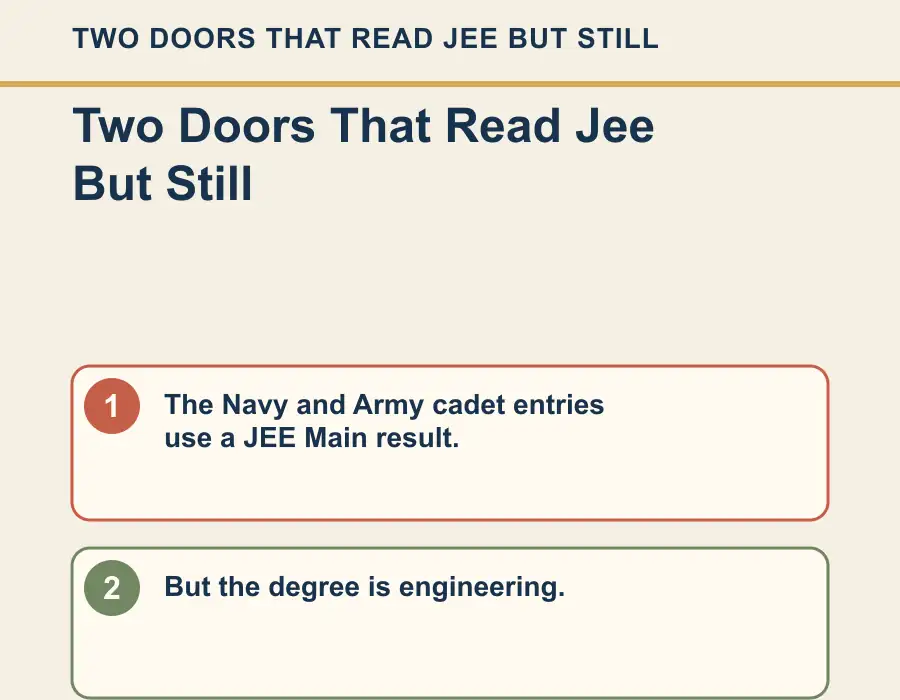 TWO DOORS THAT READ JEE BUT STILL
Two Doors That Read Jee
But Still
1
The Navy and Army cadet entries
use a JEE Main result.
2
But the degree is engineering.